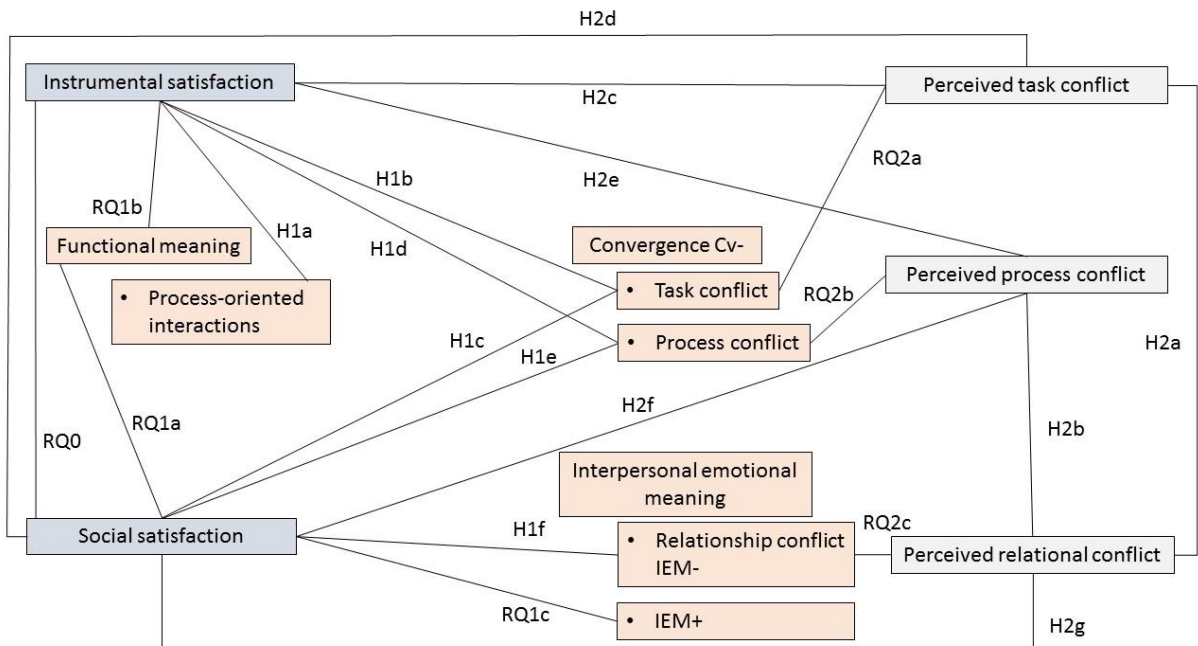 H2d
Instrumental satisfaction
Perceived task conflict
H2c
RQ2a
H1b
H2e
RQ1b
H1a
Functional meaning
H1d
Convergence Cv-
Perceived process conflict
• Process-oriented
interactions
• Task conflict
RQ2b
• Process conflict
H1c
H1e
H2a
RQ1a
H2f
RQ0
H2b
Interpersonal emotional
meaning
Social satisfaction
H1f
• Relationship conflict
IEM-
RQ2c
Perceived relational conflict
RQ1c
• IEM+
H2g